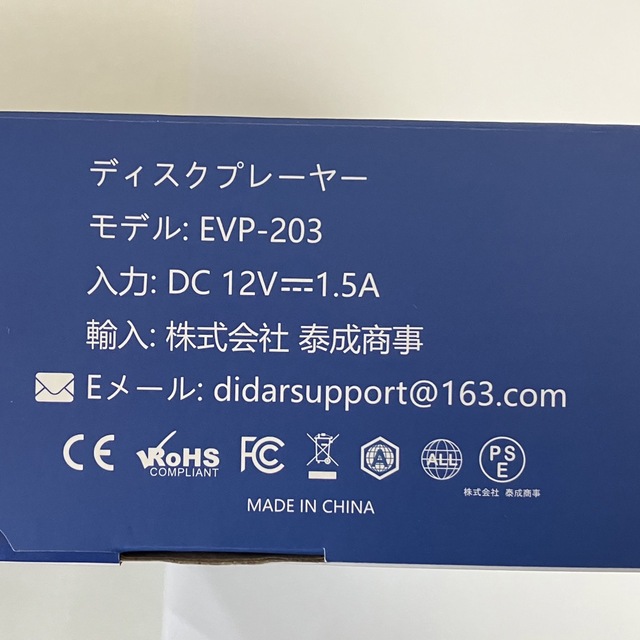 ディスクプレーヤー
モデル: EVP-203
入力: DC 12V⎓1.5A
輸入: 株式会社 泰成商事
Eメール: didarsupport@163.com
CE RoHS COMPLIANT FC A ALL PSE
株式会社 泰成商事
MADE IN CHINA